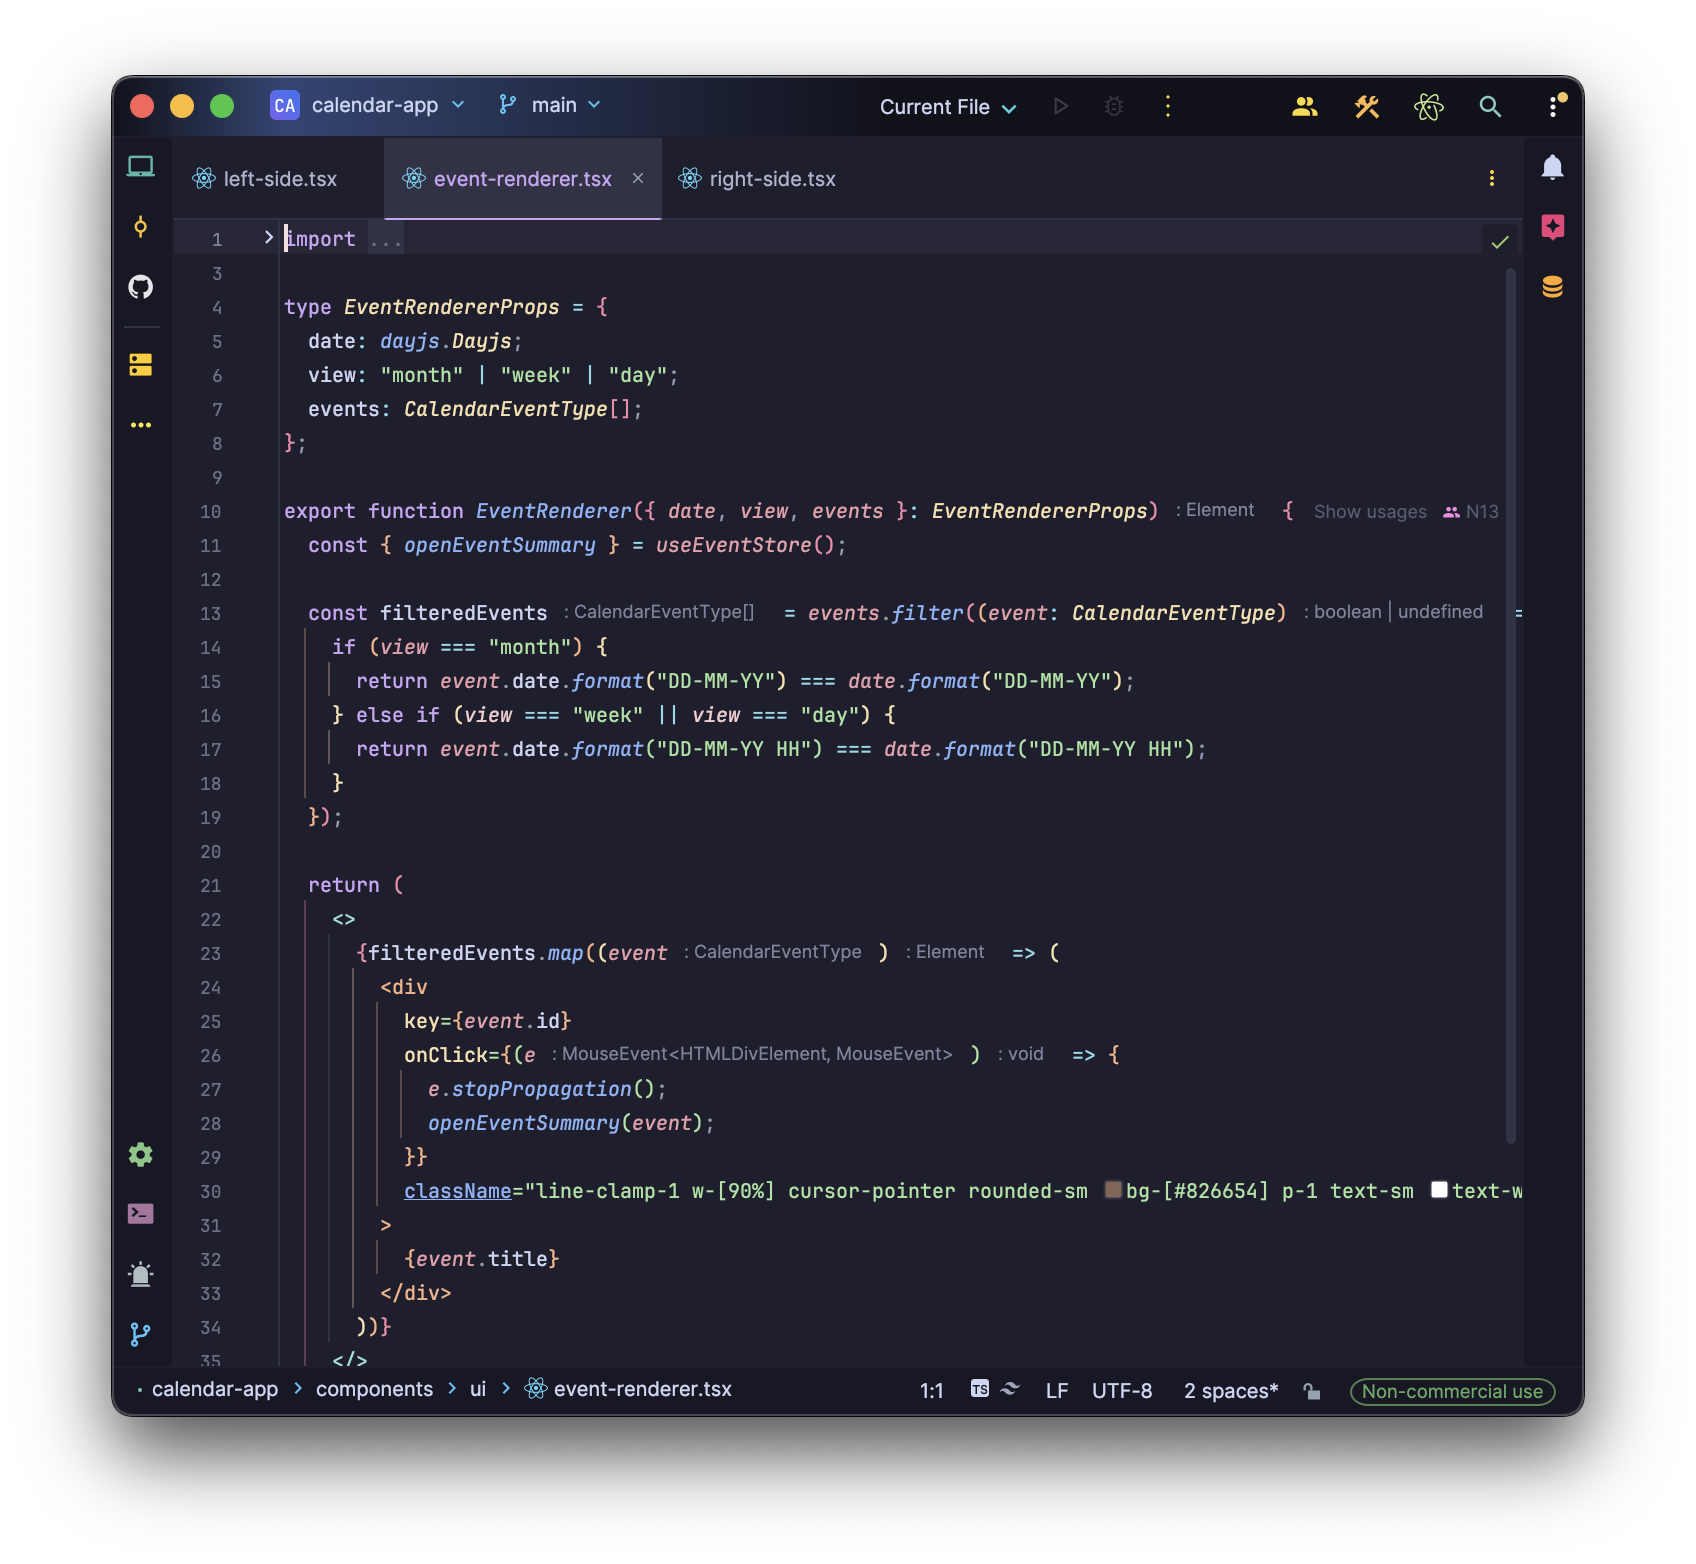 CA calendar-app main Current File
left-side.tsx event-renderer.tsx × right-side.tsx
1 import ...
3
4 type EventRendererProps = {
5 date: dayjs.Dayjs;
6 view: "month" | "week" | "day";
7 events: CalendarEventType[];
8 };
9
10 export function EventRenderer({ date, view, events }: EventRendererProps) : Element { Show usages N13
11 const { openEventSummary } = useEventStore();
12
13 const filteredEvents : CalendarEventType[] = events.filter((event: CalendarEventType) : boolean | undefined =
14 if (view === "month") {
15 return event.date.format("DD-MM-YY") === date.format("DD-MM-YY");
16 } else if (view === "week" || view === "day") {
17 return event.date.format("DD-MM-YY HH") === date.format("DD-MM-YY HH");
18 }
19 });
20
21 return (
22 <>
23 {filteredEvents.map((event : CalendarEventType ) : Element => (
24 <div
25 key={event.id}
26 onClick={(e : MouseEvent<HTMLDivElement, MouseEvent> ) : void => {
27 e.stopPropagation();
28 openEventSummary(event);
29 }}
30 className="line-clamp-1 w-[90%] cursor-pointer rounded-sm bg-[#826654] p-1 text-sm text-w
31 >
32 {event.title}
33 </div>
34 ))}
35 </>
calendar-app > components > ui > event-renderer.tsx 1:1 TS LF UTF-8 2 spaces* Non-commercial use